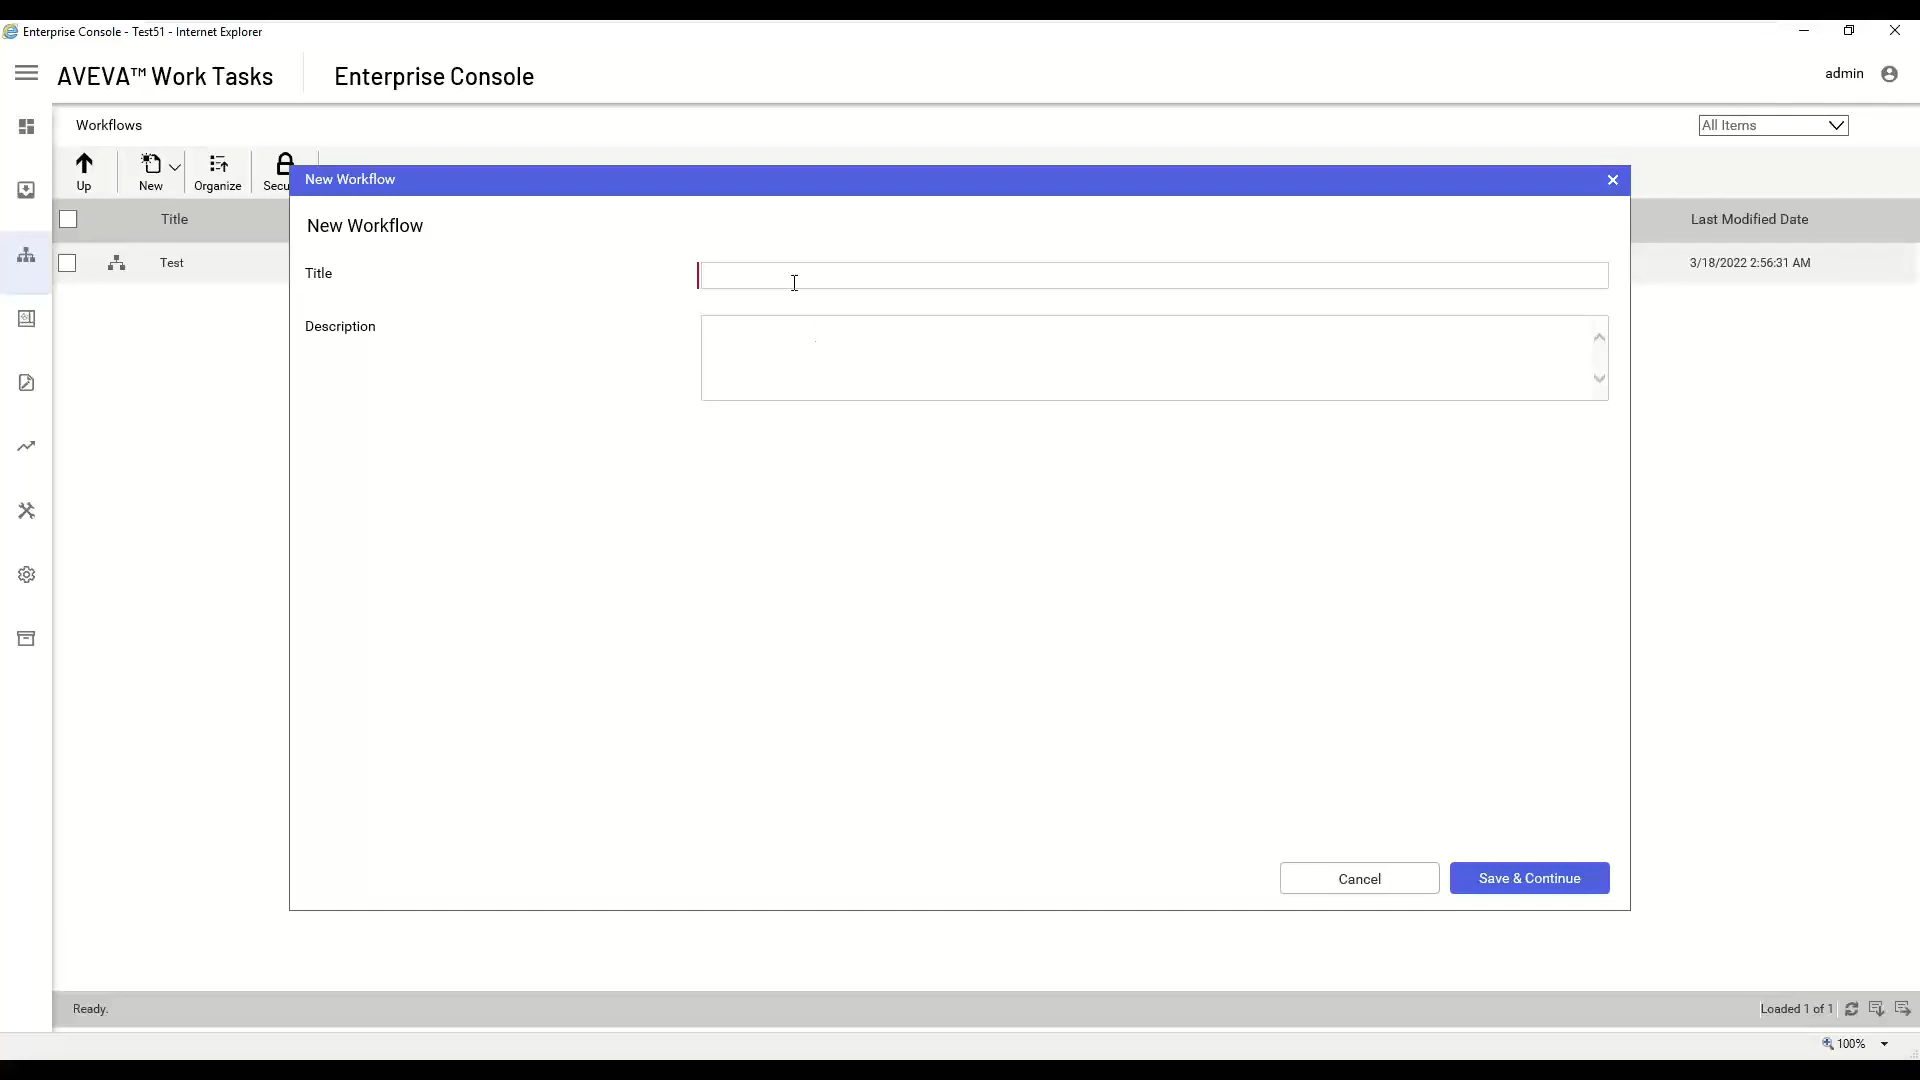 Enterprise Console - Test51 - Internet Explorer
AVEVA™ Work Tasks
Enterprise Console
admin
Workflows
All Items
Up
New
Organize
Secu
New Workflow
Title
Last Modified Date
New Workflow
Test
3/18/2022 2:56:31 AM
Title
Description
Cancel
Save & Continue
Ready.
Loaded 1 of 1
100%